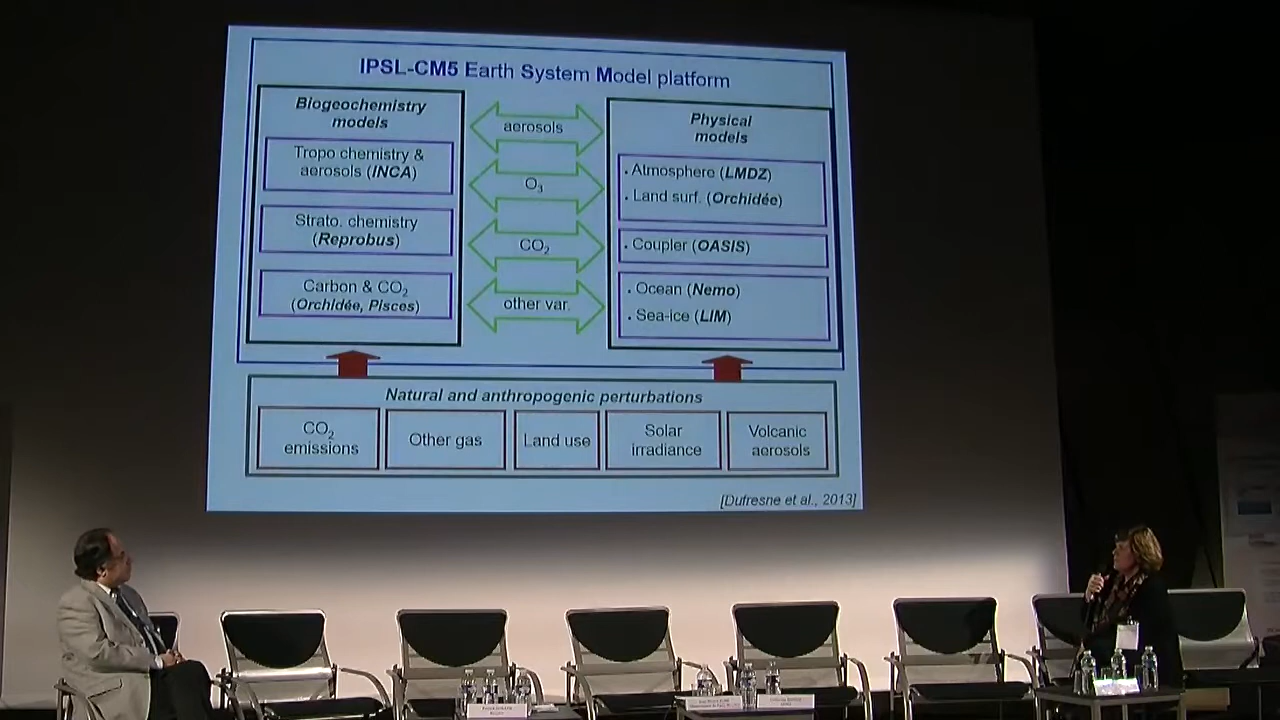 IPSL-CM5 Earth System Model platform
Biogeochemistry
models
Tropo chemistry &
aerosols (INCA)
Strato. chemistry
(Reprobus)
Carbon & CO₂
(Orchidée, Pisces)
aerosols
O₃
CO₂
other var.
Physical
models
. Atmosphere (LMDZ)
. Land surf. (Orchidée)
. Coupler (OASIS)
. Ocean (Nemo)
. Sea-ice (LIM)
Natural and anthropogenic perturbations
CO₂
emissions
Other gas
Land use
Solar
irradiance
Volcanic
aerosols
[Dufresne et al., 2013]